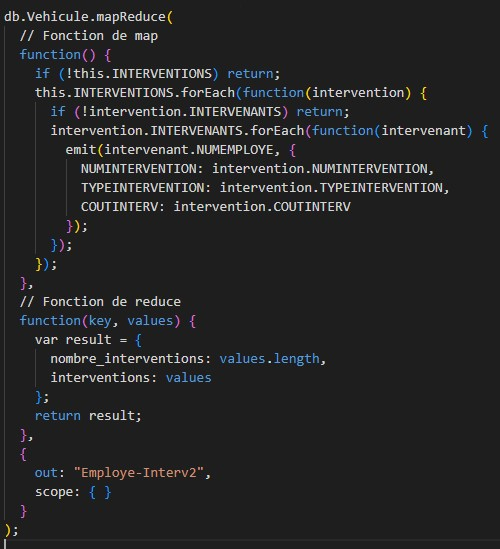 db.Vehicule.mapReduce(
// Fonction de map
function() {
if (!this.INTERVENTIONS) return;
this.INTERVENTIONS.forEach(function(intervention) {
if (!intervention.INTERVENANTS) return;
intervention.INTERVENANTS.forEach(function(intervenant) {
emit(intervenant.NUMEMPLOYE, {
NUMINTERVENTION: intervention.NUMINTERVENTION,
TYPEINTERVENTION: intervention.TYPEINTERVENTION,
COUTINTERV: intervention.COUTINTERV
});
});
});
},
// Fonction de reduce
function(key, values) {
var result = {
nombre_interventions: values.length,
interventions: values
};
return result;
},
{
out: "Employe-Interv2",
scope: { }
}
);